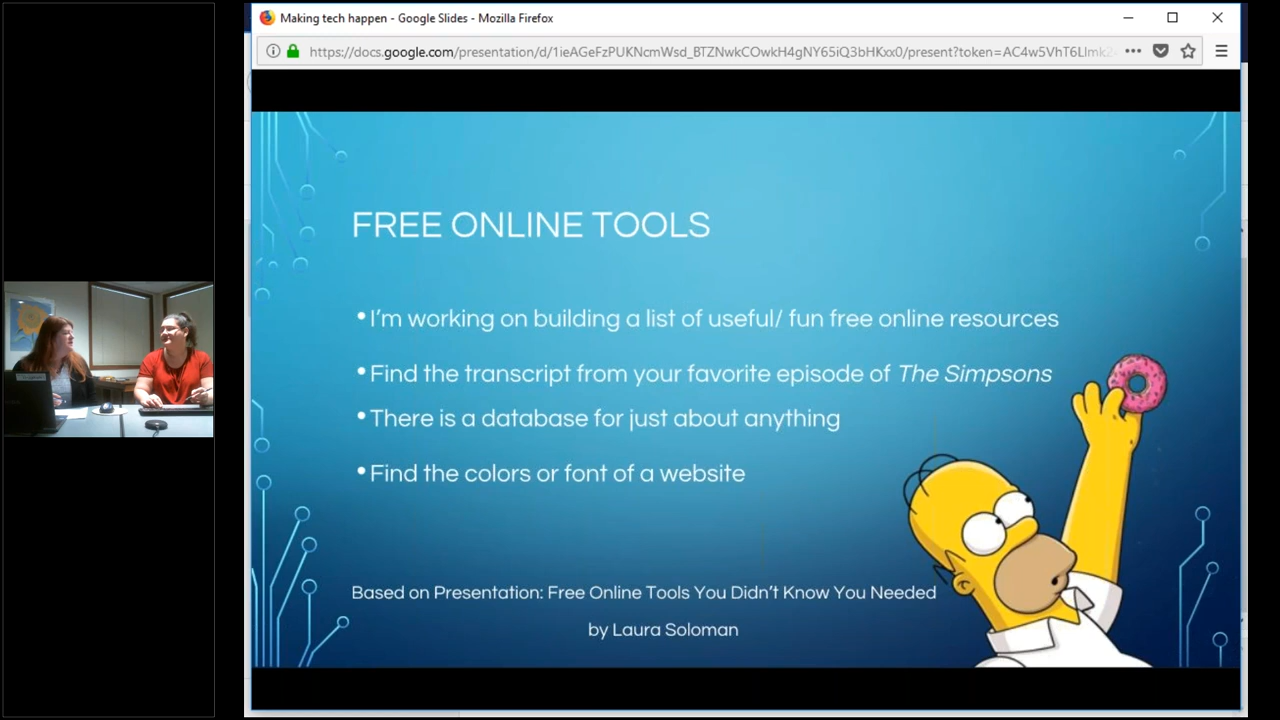 Making tech happen - Google Slides - Mozilla Firefox
https://docs.google.com/presentation/d/1ieAGeFzPUKNcmWsd_BTZNwkCOwkH4gNY65iQ3bHKxx0/present?token=AC4w5VhT6Llmk
FREE ONLINE TOOLS
•I'm working on building a list of useful/ fun free online resources
•Find the transcript from your favorite episode of The Simpsons
•There is a database for just about anything
•Find the colors or font of a website
Based on Presentation: Free Online Tools You Didn't Know You Needed
by Laura Soloman